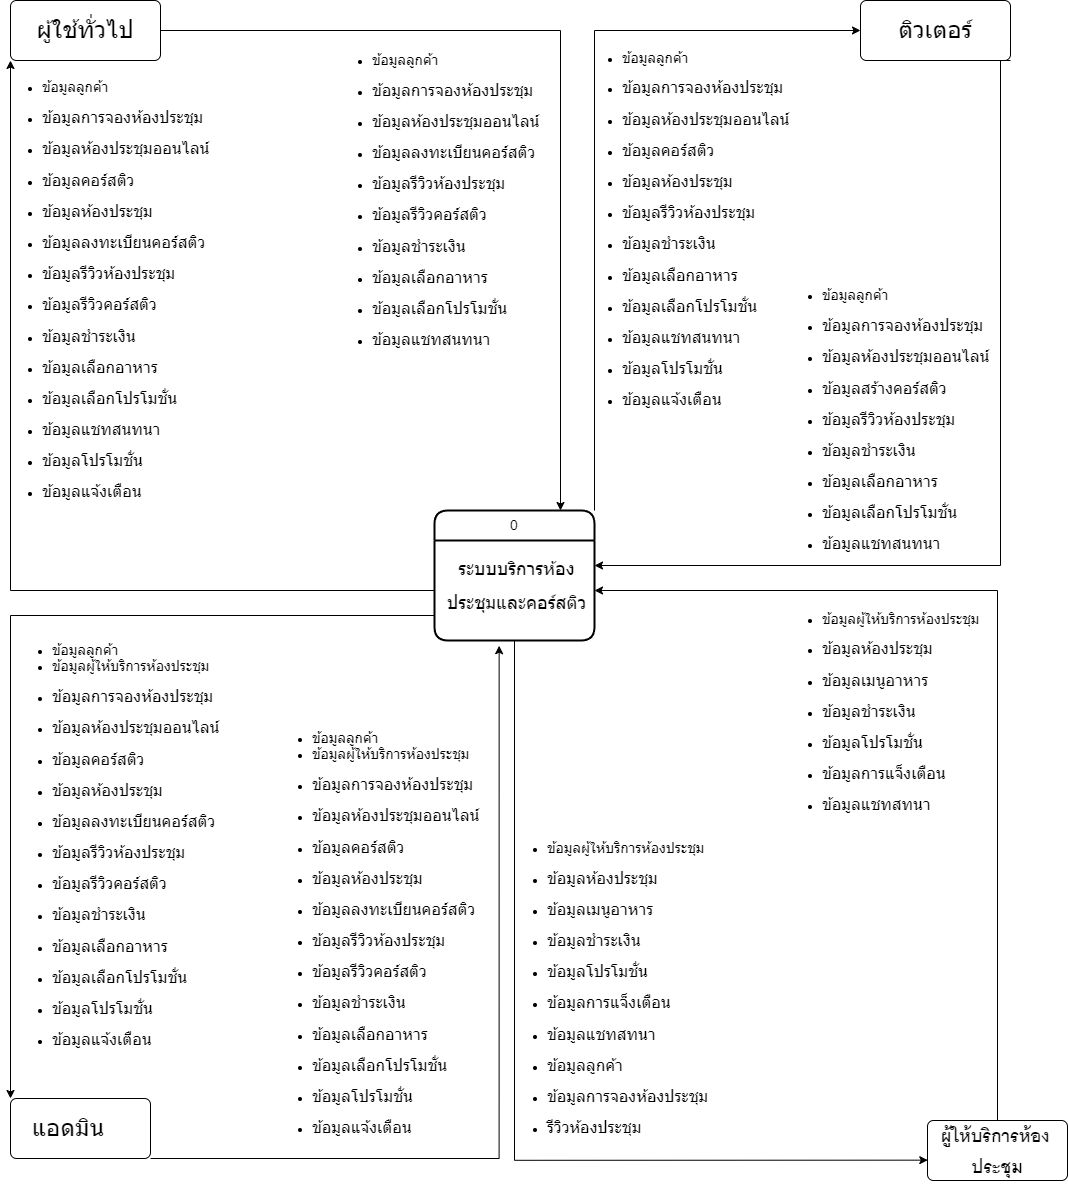 ผู้ใช้ทั่วไป
ติวเตอร์
ข้อมูลลูกค้า
ข้อมูลการจองห้องประชุม
ข้อมูลห้องประชุมออนไลน์
ข้อมูลคอร์สติว
ข้อมูลห้องประชุม
ข้อมูลลงทะเบียนคอร์สติว
ข้อมูลรีวิวห้องประชุม
ข้อมูลรีวิวคอร์สติว
ข้อมูลชำระเงิน
ข้อมูลเลือกอาหาร
ข้อมูลเลือกโปรโมชั่น
ข้อมูลแชทสนทนา
ข้อมูลโปรโมชั่น
ข้อมูลแจ้งเตือน
ข้อมูลลูกค้า
ข้อมูลการจองห้องประชุม
ข้อมูลห้องประชุมออนไลน์
ข้อมูลลงทะเบียนคอร์สติว
ข้อมูลรีวิวห้องประชุม
ข้อมูลรีวิวคอร์สติว
ข้อมูลชำระเงิน
ข้อมูลเลือกอาหาร
ข้อมูลเลือกโปรโมชั่น
ข้อมูลแชทสนทนา
ข้อมูลลูกค้า
ข้อมูลการจองห้องประชุม
ข้อมูลห้องประชุมออนไลน์
ข้อมูลคอร์สติว
ข้อมูลห้องประชุม
ข้อมูลรีวิวห้องประชุม
ข้อมูลชำระเงิน
ข้อมูลเลือกอาหาร
ข้อมูลเลือกโปรโมชั่น
ข้อมูลแชทสนทนา
ข้อมูลโปรโมชั่น
ข้อมูลแจ้งเตือน
ข้อมูลลูกค้า
ข้อมูลการจองห้องประชุม
ข้อมูลห้องประชุมออนไลน์
ข้อมูลสร้างคอร์สติว
ข้อมูลรีวิวห้องประชุม
ข้อมูลชำระเงิน
ข้อมูลเลือกอาหาร
ข้อมูลเลือกโปรโมชั่น
ข้อมูลแชทสนทนา
0
ระบบบริการห้อง
ประชุมและคอร์สติว
ข้อมูลลูกค้า
ข้อมูลผู้ให้บริการห้องประชุม
ข้อมูลการจองห้องประชุม
ข้อมูลห้องประชุมออนไลน์
ข้อมูลคอร์สติว
ข้อมูลห้องประชุม
ข้อมูลลงทะเบียนคอร์สติว
ข้อมูลรีวิวห้องประชุม
ข้อมูลรีวิวคอร์สติว
ข้อมูลชำระเงิน
ข้อมูลเลือกอาหาร
ข้อมูลเลือกโปรโมชั่น
ข้อมูลโปรโมชั่น
ข้อมูลแจ้งเตือน
ข้อมูลลูกค้า
ข้อมูลผู้ให้บริการห้องประชุม
ข้อมูลการจองห้องประชุม
ข้อมูลห้องประชุมออนไลน์
ข้อมูลคอร์สติว
ข้อมูลห้องประชุม
ข้อมูลลงทะเบียนคอร์สติว
ข้อมูลรีวิวห้องประชุม
ข้อมูลรีวิวคอร์สติว
ข้อมูลชำระเงิน
ข้อมูลเลือกอาหาร
ข้อมูลเลือกโปรโมชั่น
ข้อมูลโปรโมชั่น
ข้อมูลแจ้งเตือน
ข้อมูลผู้ให้บริการห้องประชุม
ข้อมูลห้องประชุม
ข้อมูลเมนูอาหาร
ข้อมูลชำระเงิน
ข้อมูลโปรโมชั่น
ข้อมูลการแจ็งเตือน
ข้อมูลแชทสทนา
ข้อมูลลูกค้า
ข้อมูลการจองห้องประชุม
รีวิวห้องประชุม
ข้อมูลผู้ให้บริการห้องประชุม
ข้อมูลห้องประชุม
ข้อมูลเมนูอาหาร
ข้อมูลชำระเงิน
ข้อมูลโปรโมชั่น
ข้อมูลการแจ็งเตือน
ข้อมูลแชทสทนา
แอดมิน
ผู้ให้บริการห้อง
ประชุม